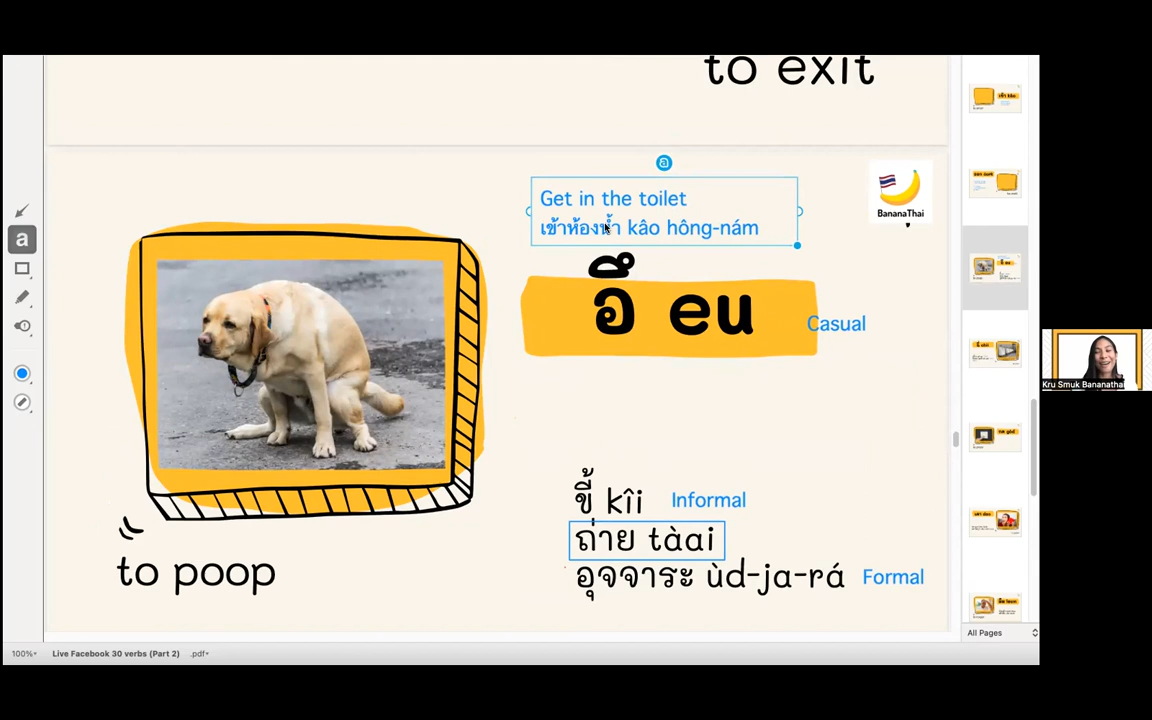 to exit
a
Get in the toilet
เข้าห้องน้ำ kâo hông-nám
BananaThai
อึ eu
Casual
ขี้ kîi Informal
ถ่าย tàai
อุจจาระ ùd-ja-rá Formal
to poop
a
Kru Smuk Bananathai
All Pages
100%
Live Facebook 30 verbs (Part 2) .pdf